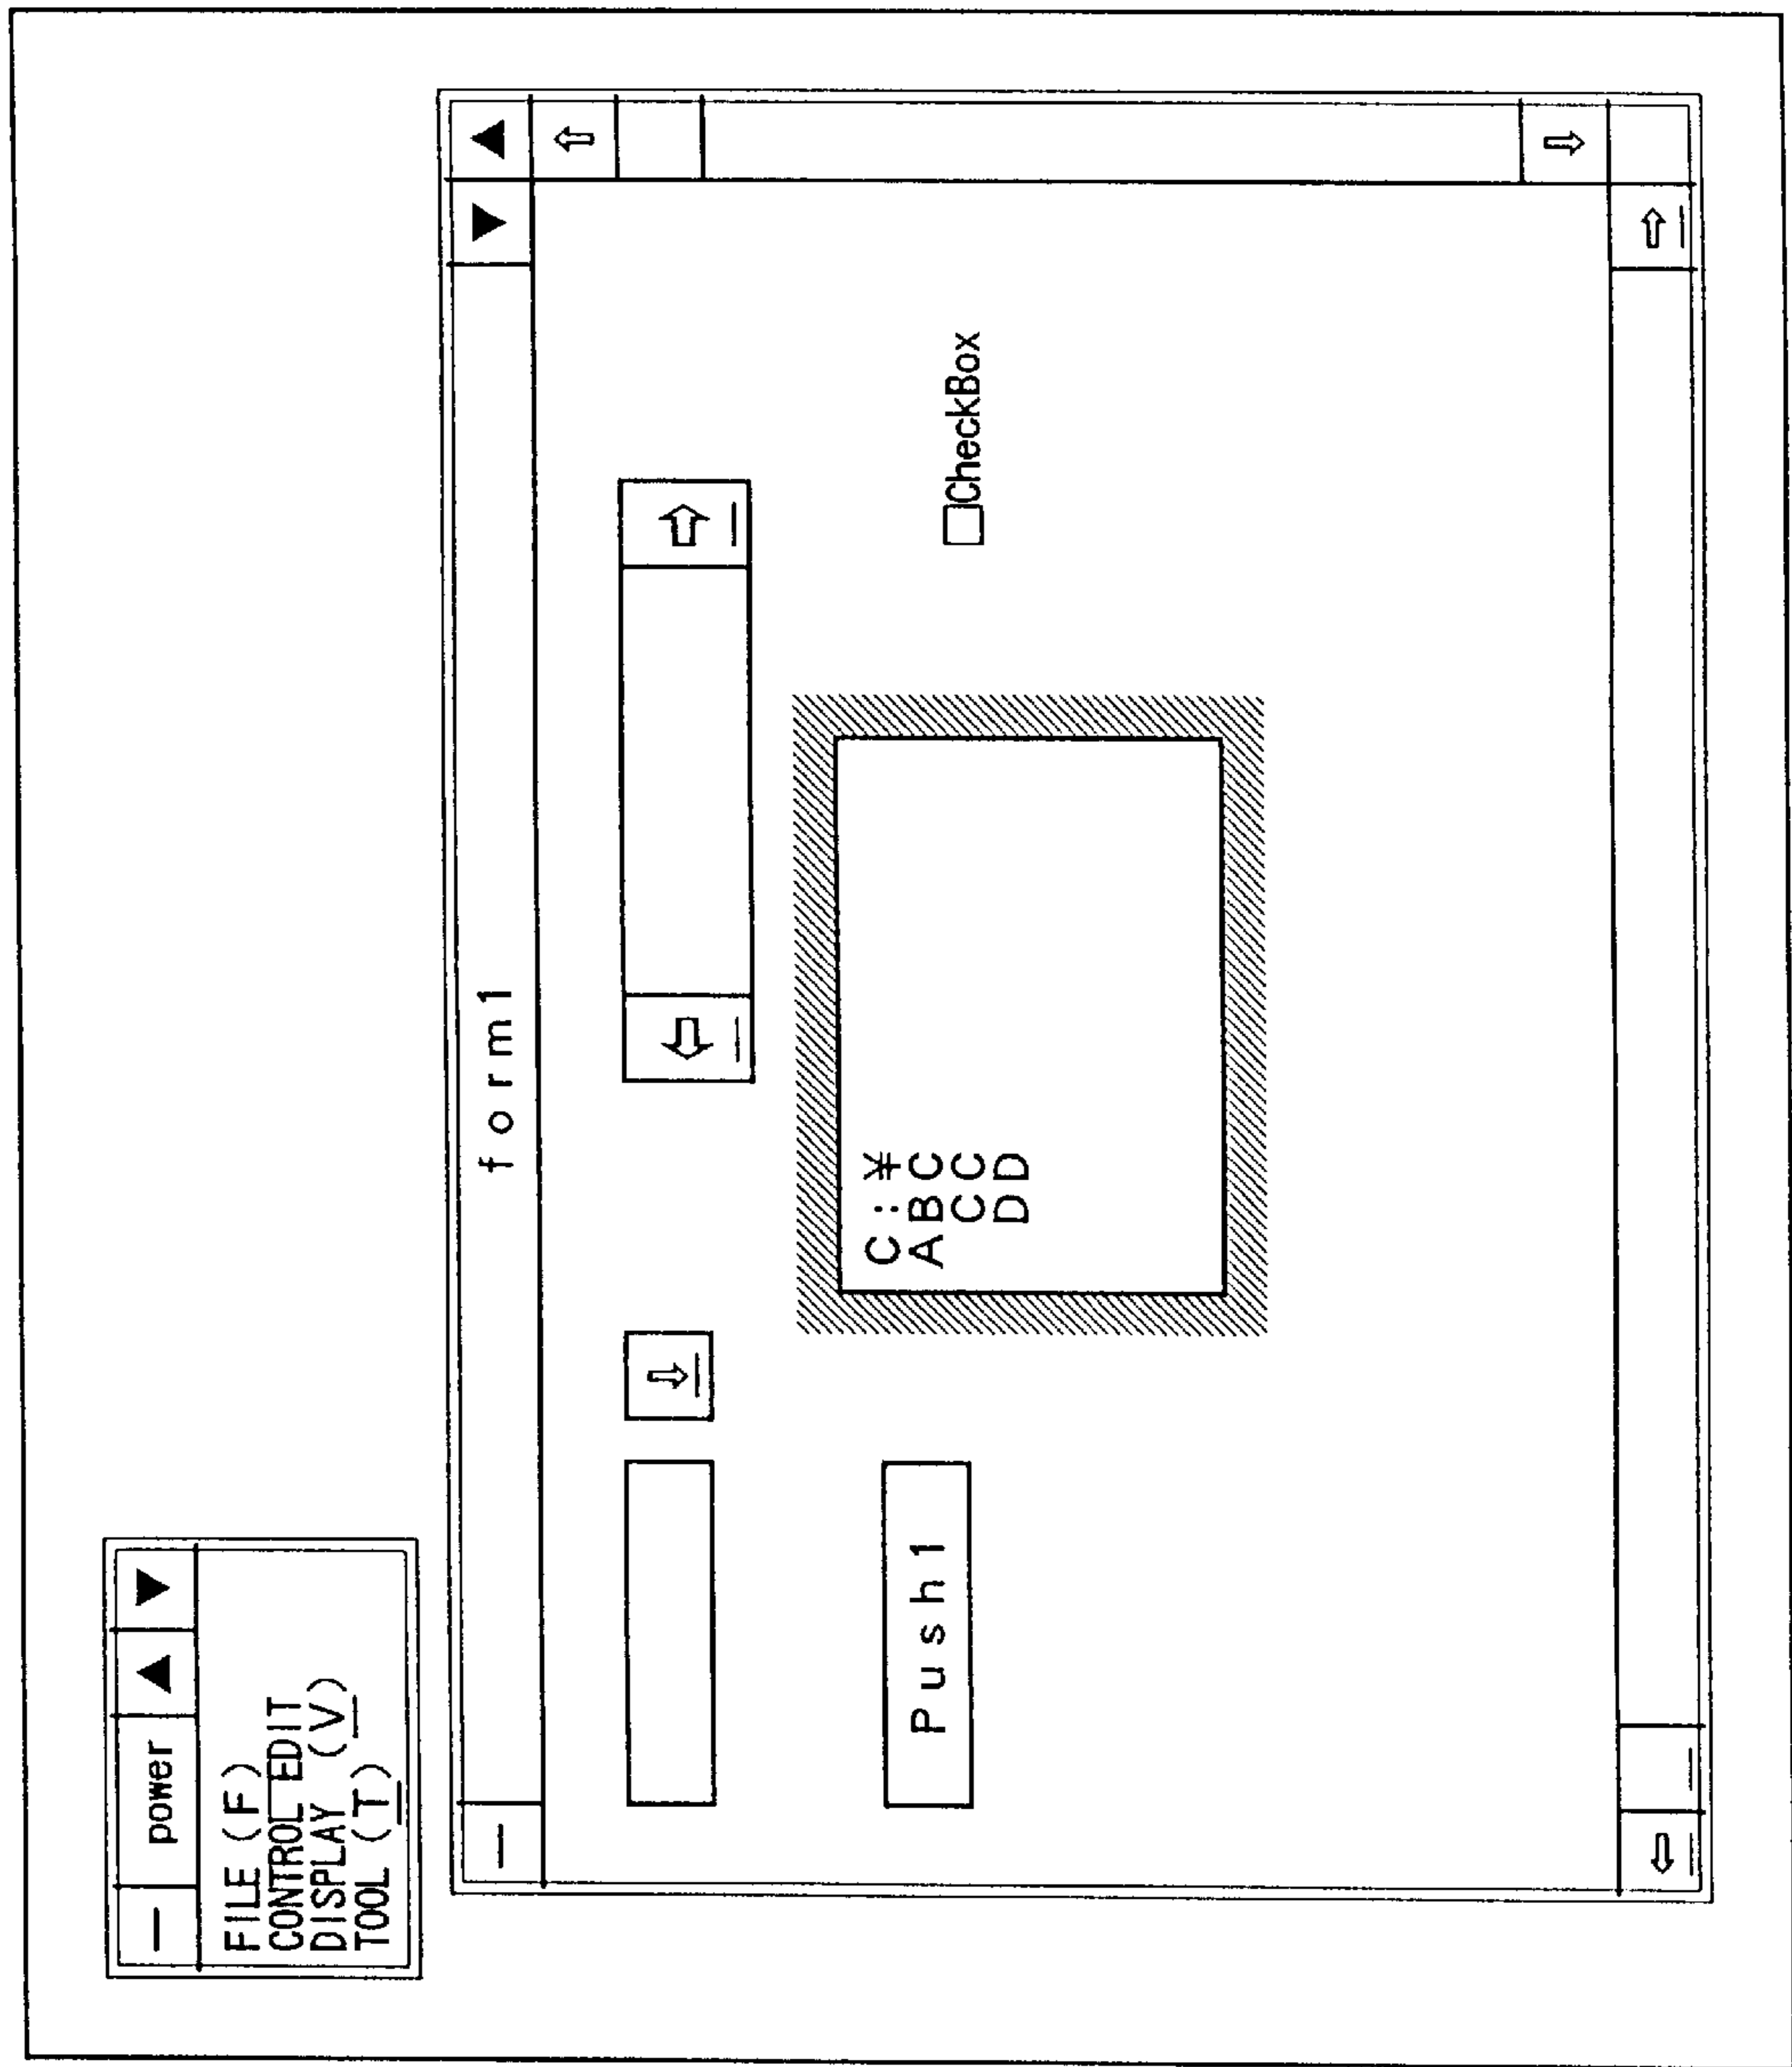 power
FILE (F)
CONTROL EDIT
DISPLAY (V)
TOOL (T)
form1
Push1
C:¥
ABC
CC
DD
CheckBox